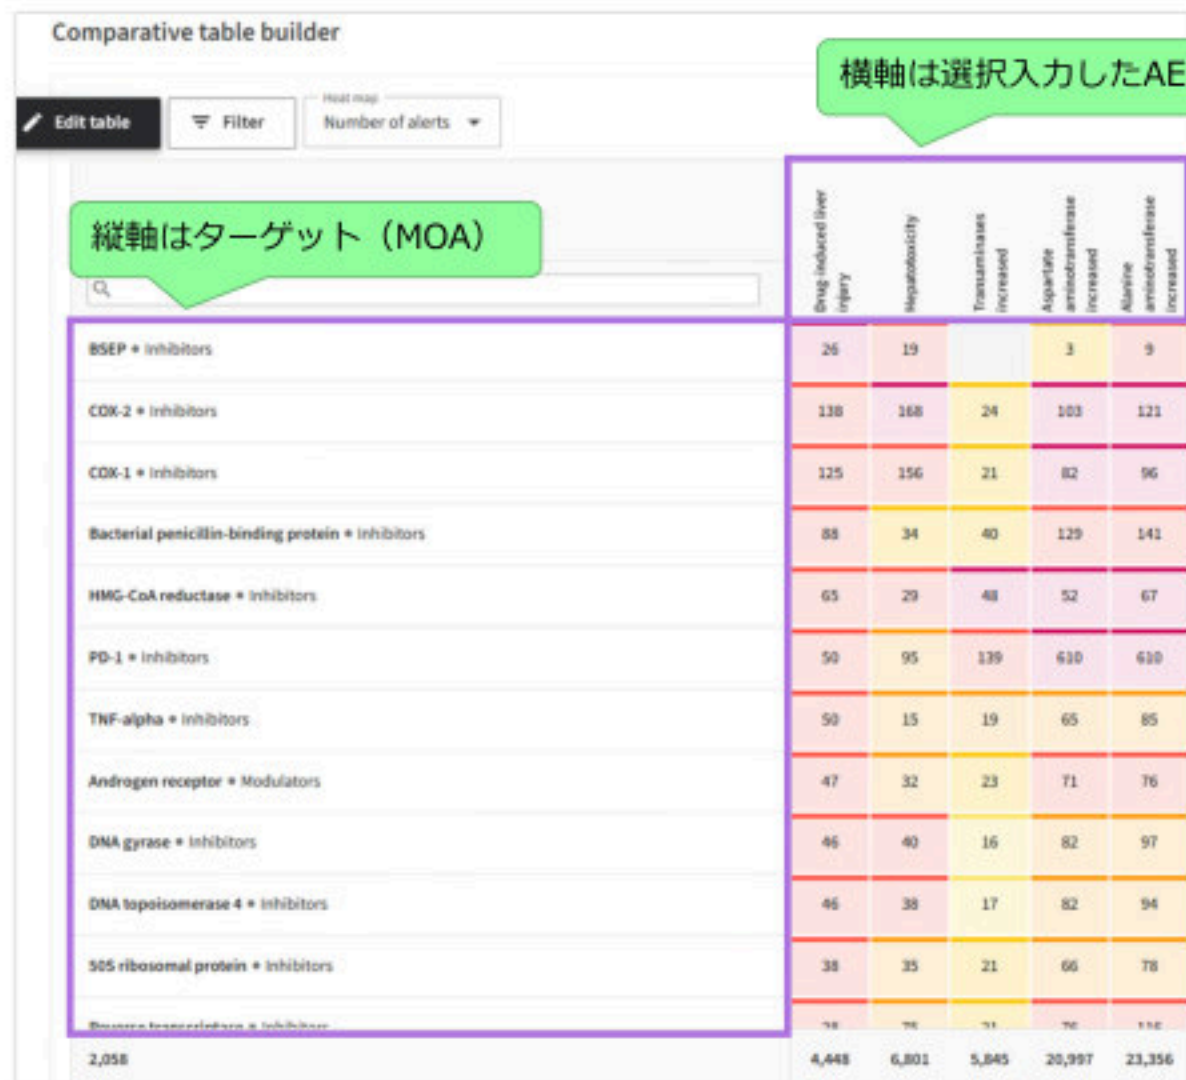 Comparative table builder
横軸は選択入力したAE
Edit table
Filter
Heat map
Number of alerts
縦軸はターゲット（MOA）
Drug-induced liver injury
Hepatotoxicity
Transaminases increased
Aspartate aminotransferase increased
Alanine aminotransferase increased
BSEP • Inhibitors 26 19 3 9
COX-2 • Inhibitors 138 168 24 103 121
COX-1 • Inhibitors 125 156 21 82 96
Bacterial penicillin-binding protein • Inhibitors 88 34 40 129 141
HMG-CoA reductase • Inhibitors 65 29 48 52 67
PD-1 • Inhibitors 50 95 139 610 610
TNF-alpha • Inhibitors 50 15 19 65 85
Androgen receptor • Modulators 47 32 23 71 76
DNA gyrase • Inhibitors 46 40 16 82 97
DNA topoisomerase 4 • Inhibitors 46 38 17 82 94
50S ribosomal protein • Inhibitors 38 35 21 66 78
Reverse transcriptase • Inhibitors
2,058 4,448 6,801 5,845 20,997 23,356